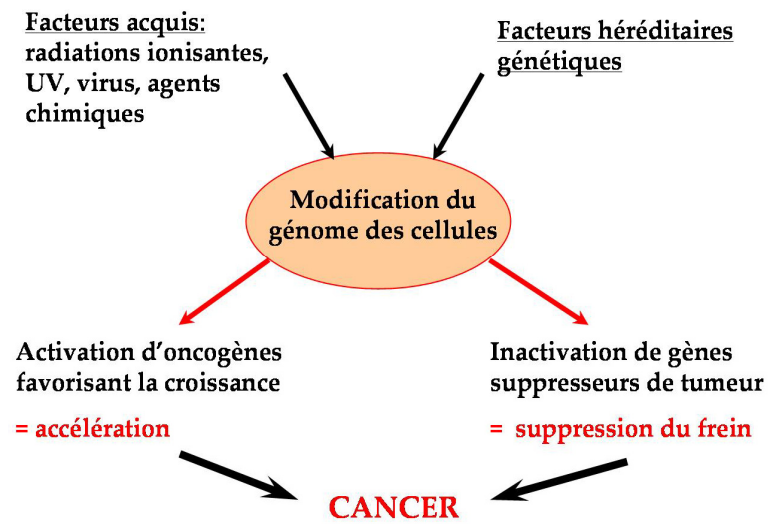 Facteurs acquis:
radiations ionisantes,
UV, virus, agents
chimiques
Facteurs héréditaires
génétiques
Modification du
génome des cellules
Activation d'oncogènes
favorisant la croissance
= accélération
Inactivation de gènes
suppresseurs de tumeur
= suppression du frein
CANCER